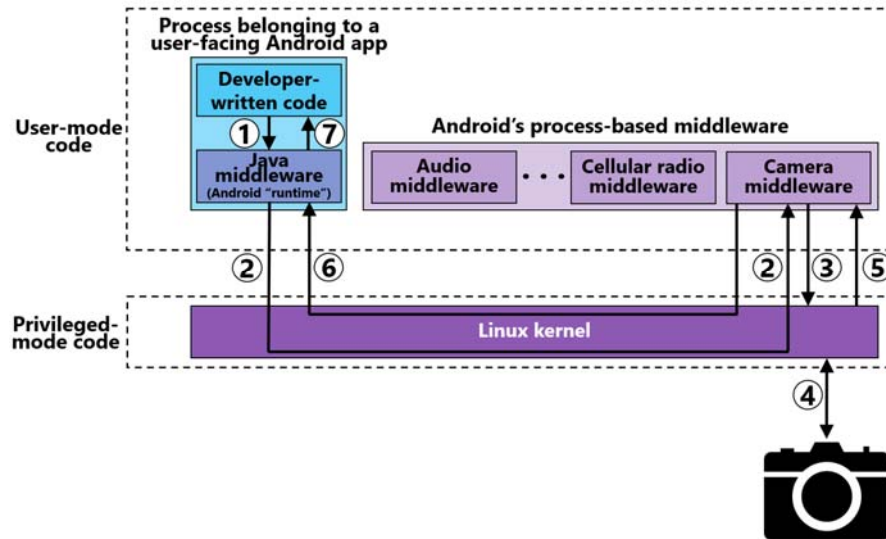 Process belonging to a
user-facing Android app
Developer-
written code
① ⑦
Java
middleware
(Android "runtime")
User-mode
code
Android's process-based middleware
Audio
middleware
• • •
Cellular radio
middleware
Camera
middleware
② ⑥ ② ③ ⑤
Privileged-
mode code
Linux kernel
④